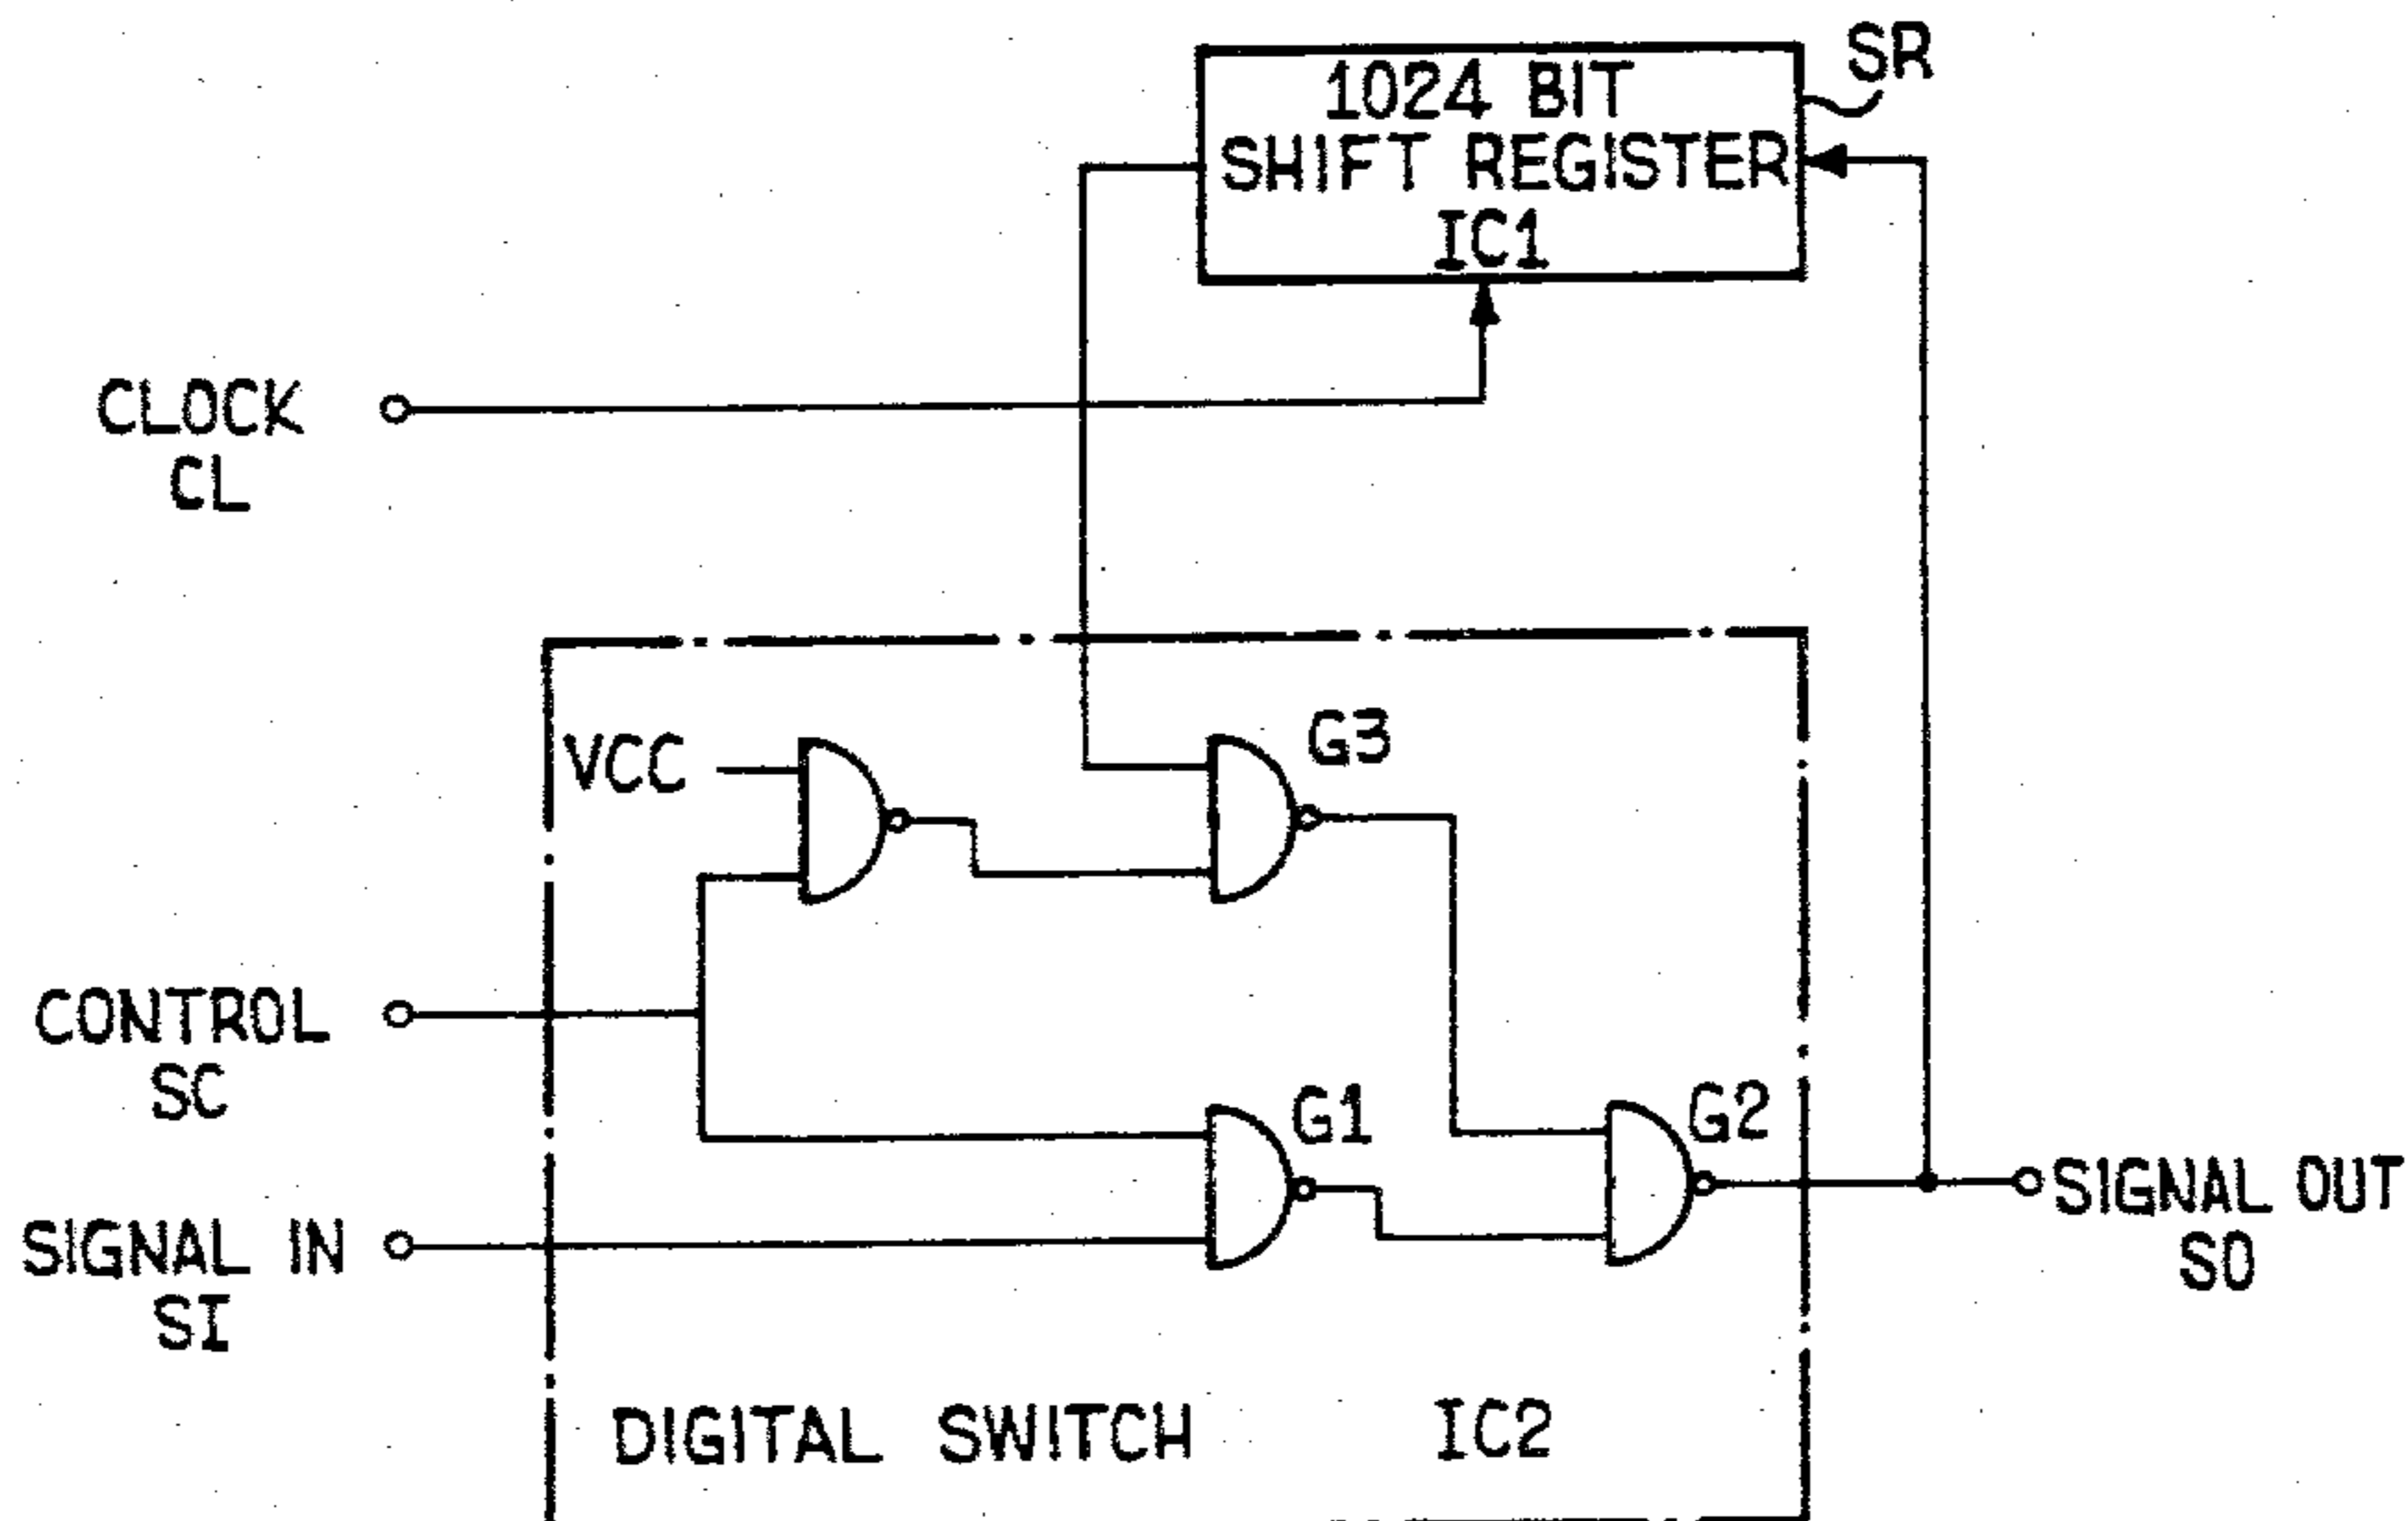 SR
1024 BIT
SHIFT REGISTER
IC1
CLOCK
CL
VCC
G3
CONTROL
SC
G1
G2
SIGNAL IN
SI
SIGNAL OUT
SO
DIGITAL SWITCH IC2